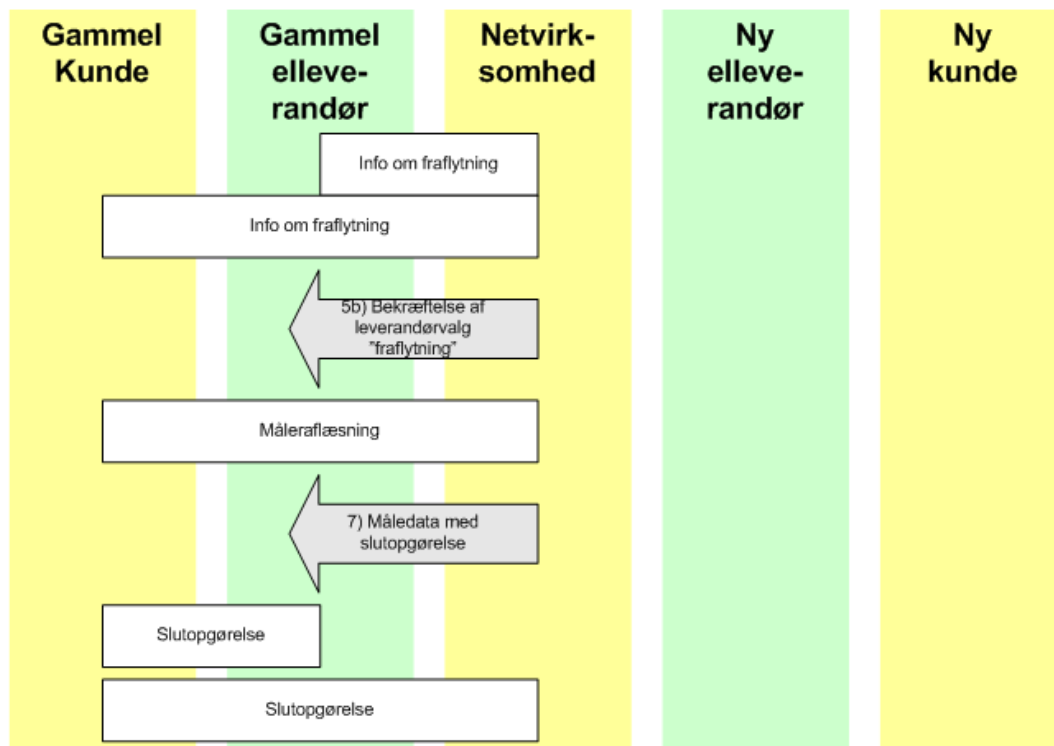 Gammel
Kunde
Gammel
elleve-
randør
Netvirk-
somhed
Ny
elleve-
randør
Ny
kunde
Info om fraflytning
Info om fraflytning
5b) Bekræftelse af
leverandørvalg
"fraflytning"
Måleraflæsning
7) Måledata med
slutopgørelse
Slutopgørelse
Slutopgørelse